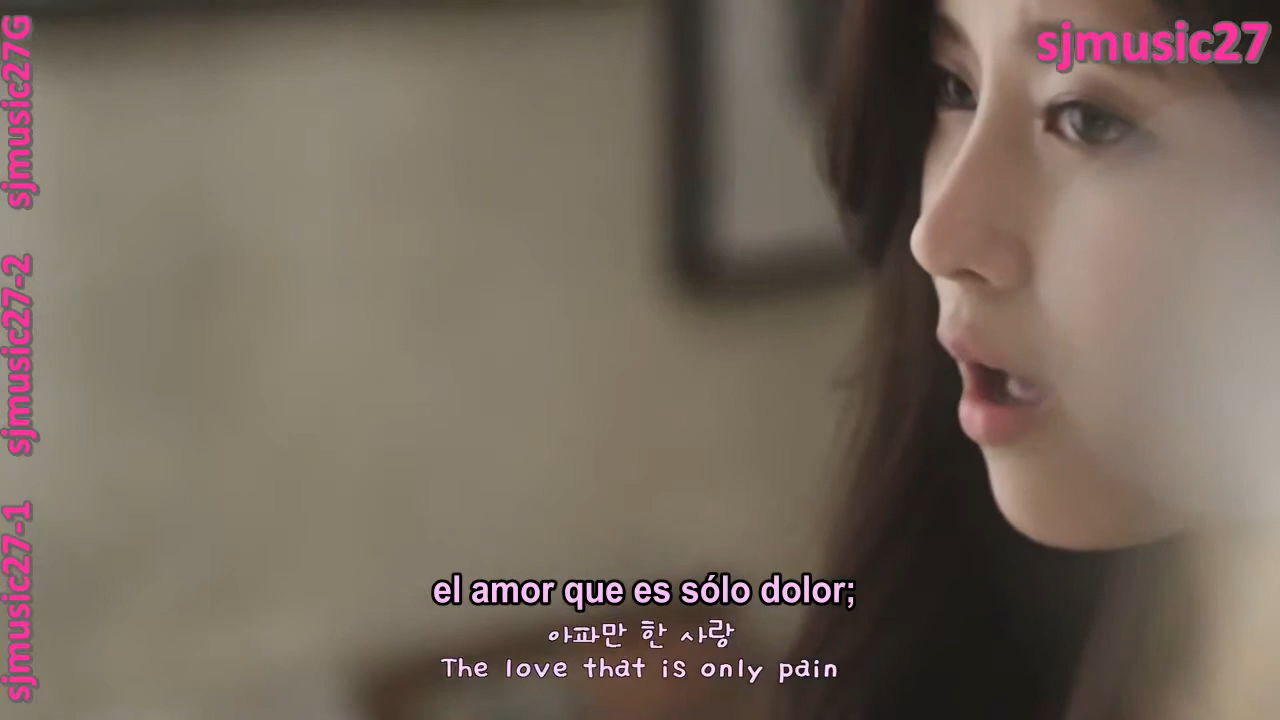 sjmusic27
sjmusic27G
sjmusic27-2
sjmusic27-1
el amor que es sólo dolor;
아파만 한 사랑
The love that is only pain